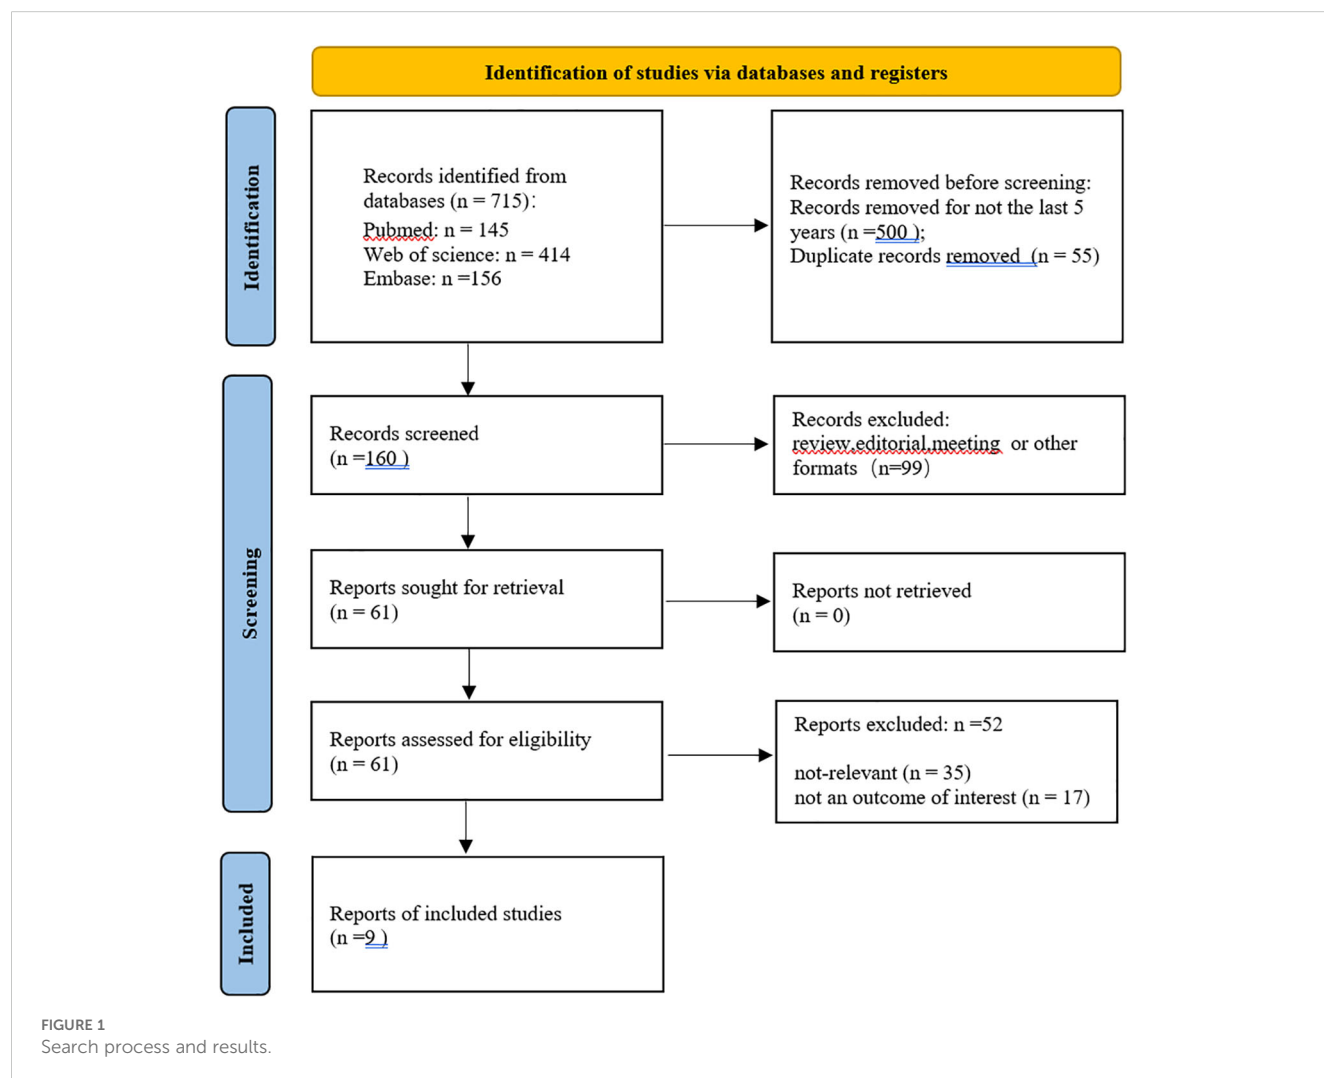 Identification of studies via databases and registers
Identification
Records identified from
databases (n = 715):
Pubmed: n = 145
Web of science: n = 414
Embase: n =156
Records removed before screening:
Records removed for not the last 5
years (n =500 );
Duplicate records removed  (n = 55)
Screening
Records screened
(n =160 )
Records excluded:
review,editorial,meeting  or other
formats （n=99）
Reports sought for retrieval
(n = 61)
Reports not retrieved
(n = 0)
Reports assessed for eligibility
(n = 61)
Reports excluded: n =52
not-relevant (n = 35)
not an outcome of interest (n = 17)
Included
Reports of included studies
(n =9 )
FIGURE 1
Search process and results.